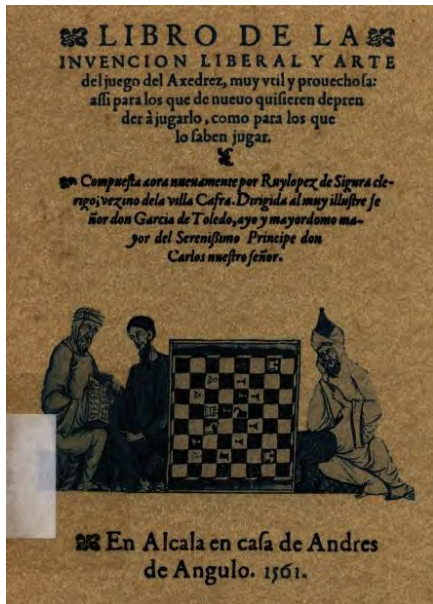 LIBRO DE LA
INVENCION LIBERAL Y ARTE
del juego del Axedrez, muy vtil y prouechosa:
assi para los que de nueuo quisieren depren
der à jugarlo, como para los que
lo saben jugar.
Compuesta aora nueuamente por Ruylopez de Sigura cle-
rigo, vezino dela villa Cafra. Dirigida al muy illustre se
ñor don Garcia de Toledo, ayo y mayordomo ma-
yor del Serenissimo Principe don
Carlos nuestro señor.
En Alcala en casa de Andres
de Angulo. 1561.